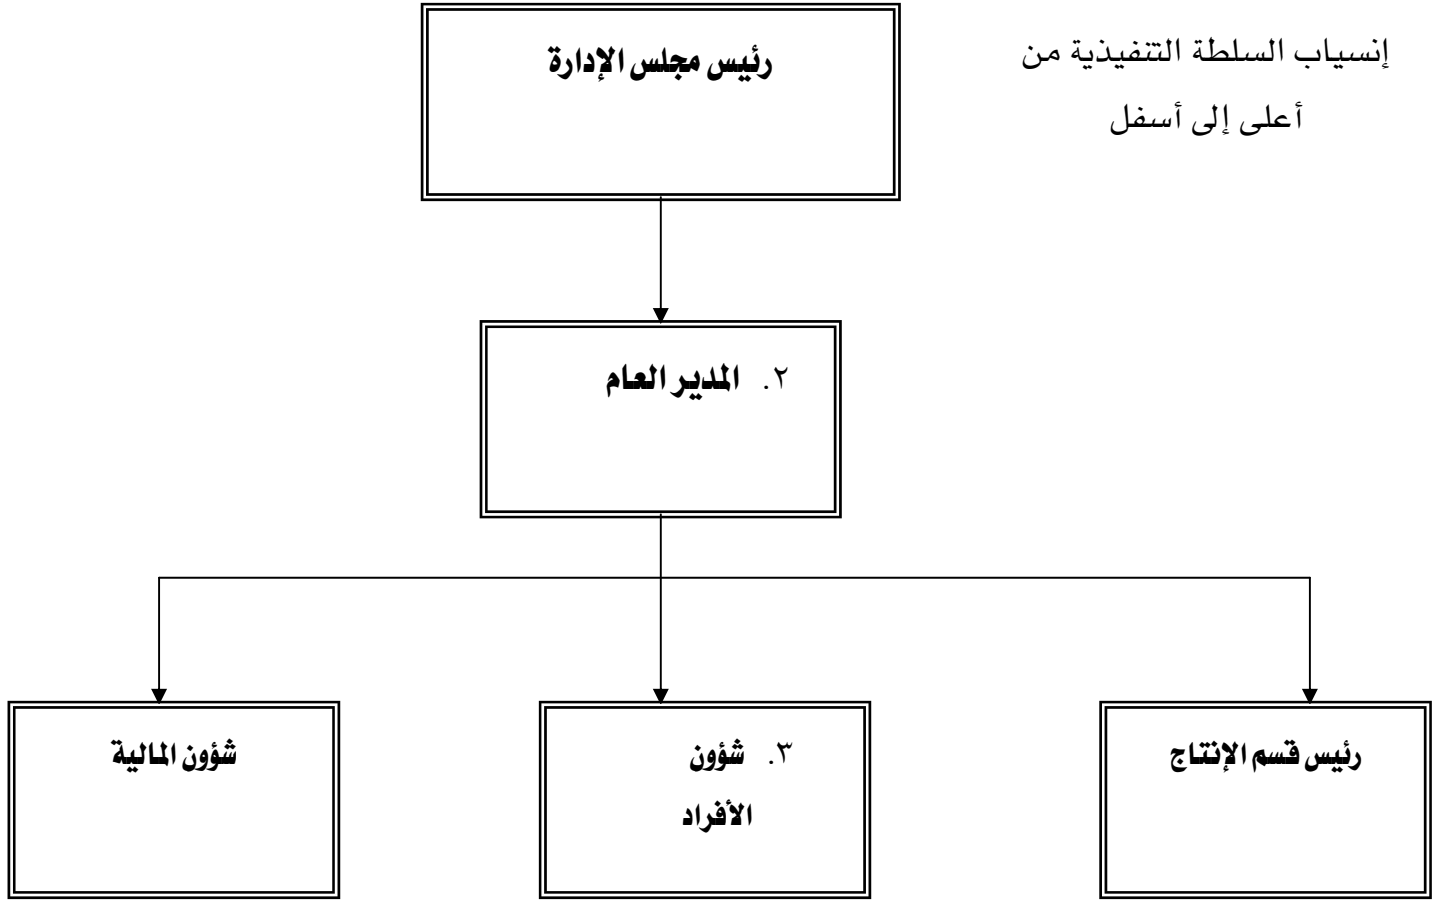 إنسياب السلطة التنفيذية من
أعلى إلى أسفل
رئيس مجلس الإدارة
٢. المدير العام
رئيس قسم الإنتاج
٣. شؤون
الأفراد
شؤون المالية